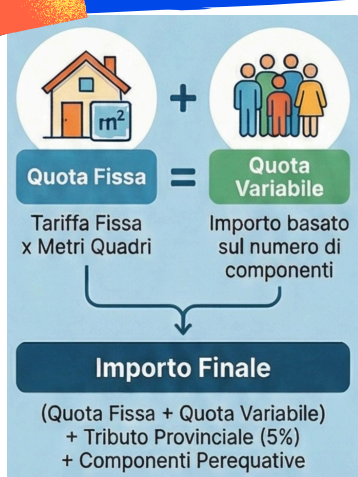 m²
+
Quota Fissa
=
Quota
Variabile
Tariffa Fissa
x Metri Quadri
Importo basato
sul numero di
componenti
Importo Finale
(Quota Fissa + Quota Variabile)
+ Tributo Provinciale (5%)
+ Componenti Perequative